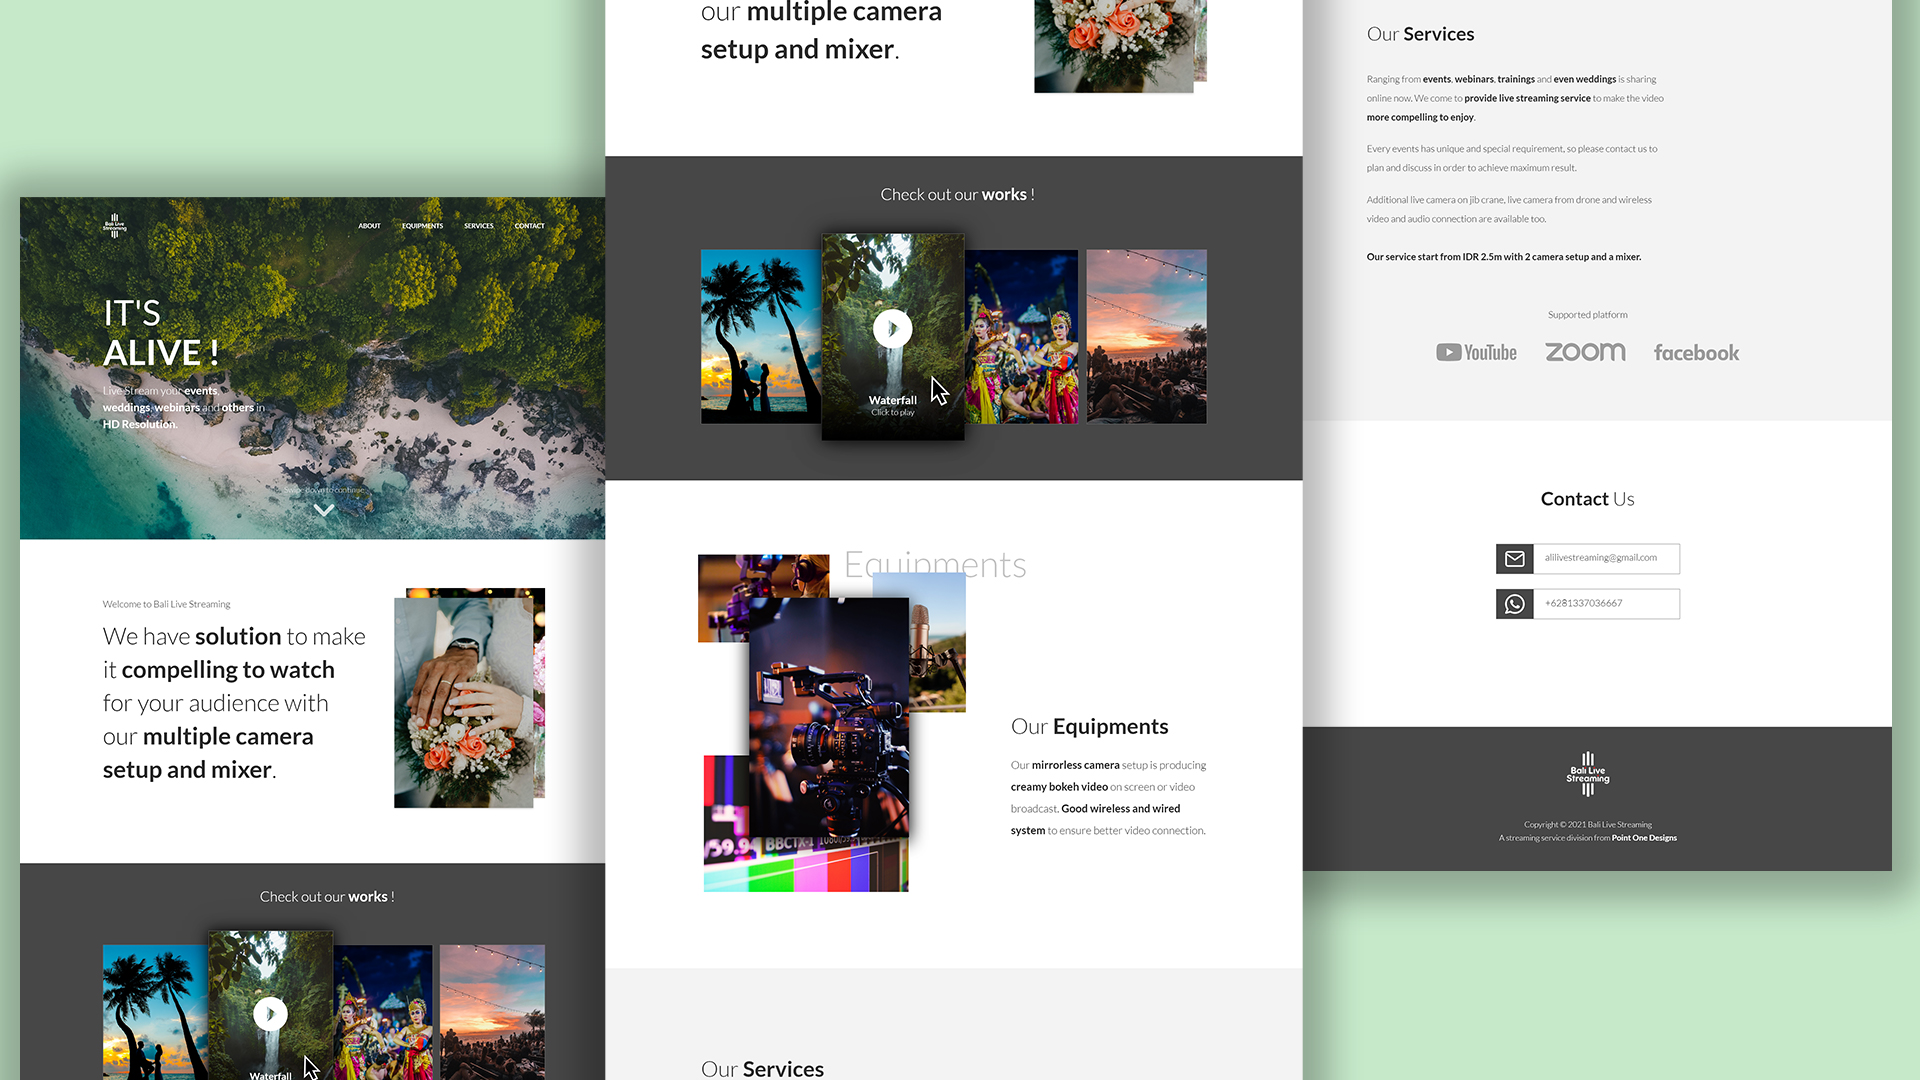 Bali Live
Streaming
ABOUT
EQUIPMENTS
SERVICES
CONTACT
IT'S
ALIVE !
Live Stream your events,
weddings, webinars and others in
HD Resolution.
Swipe down to continue
Welcome to Bali Live Streaming
We have solution to make
it compelling to watch
for your audience with
our multiple camera
setup and mixer.
Check out our works !
Waterfall
our multiple camera
setup and mixer.
Check out our works !
Waterfall
Click to play
Equipments
59.94
BBCTX-1
Our Equipments
Our mirrorless camera setup is producing
creamy bokeh video on screen or video
broadcast. Good wireless and wired
system to ensure better video connection.
Our Services
Our Services
Ranging from events, webinars, trainings and even weddings is sharing
online now. We come to provide live streaming service to make the video
more compelling to enjoy.
Every events has unique and special requirement, so please contact us to
plan and discuss in order to achieve maximum result.
Additional live camera on jib crane, live camera from drone and wireless
video and audio connection are available too.
Our service start from IDR 2.5m with 2 camera setup and a mixer.
Supported platform
YouTube
zoom
facebook
Contact Us
alilivestreaming@gmail.com
+6281337036667
Bali Live
Streaming
Copyright © 2021 Bali Live Streaming
A streaming service division from Point One Designs